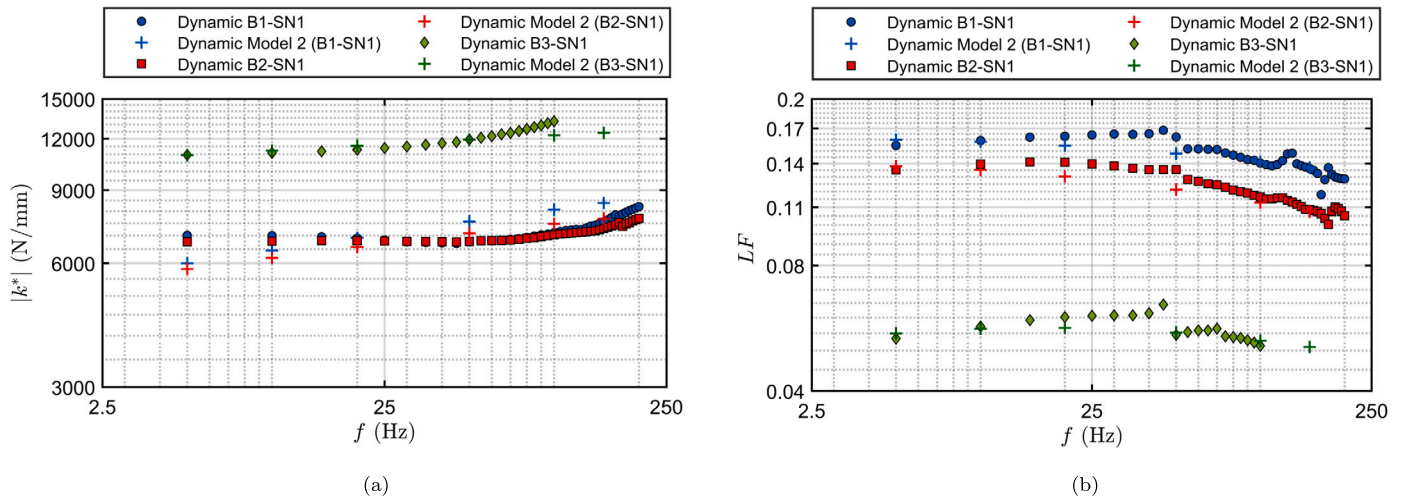 Dynamic B1-SN1
Dynamic Model 2 (B1-SN1)
Dynamic B2-SN1
Dynamic Model 2 (B2-SN1)
Dynamic B3-SN1
Dynamic Model 2 (B3-SN1)
15000
12000
9000
6000
3000
|k*| (N/mm)
2.5
25
250
f (Hz)
(a)
Dynamic B1-SN1
Dynamic Model 2 (B1-SN1)
Dynamic B2-SN1
Dynamic Model 2 (B2-SN1)
Dynamic B3-SN1
Dynamic Model 2 (B3-SN1)
0.2
0.17
0.14
0.11
0.08
0.04
LF
2.5
25
250
f (Hz)
(b)